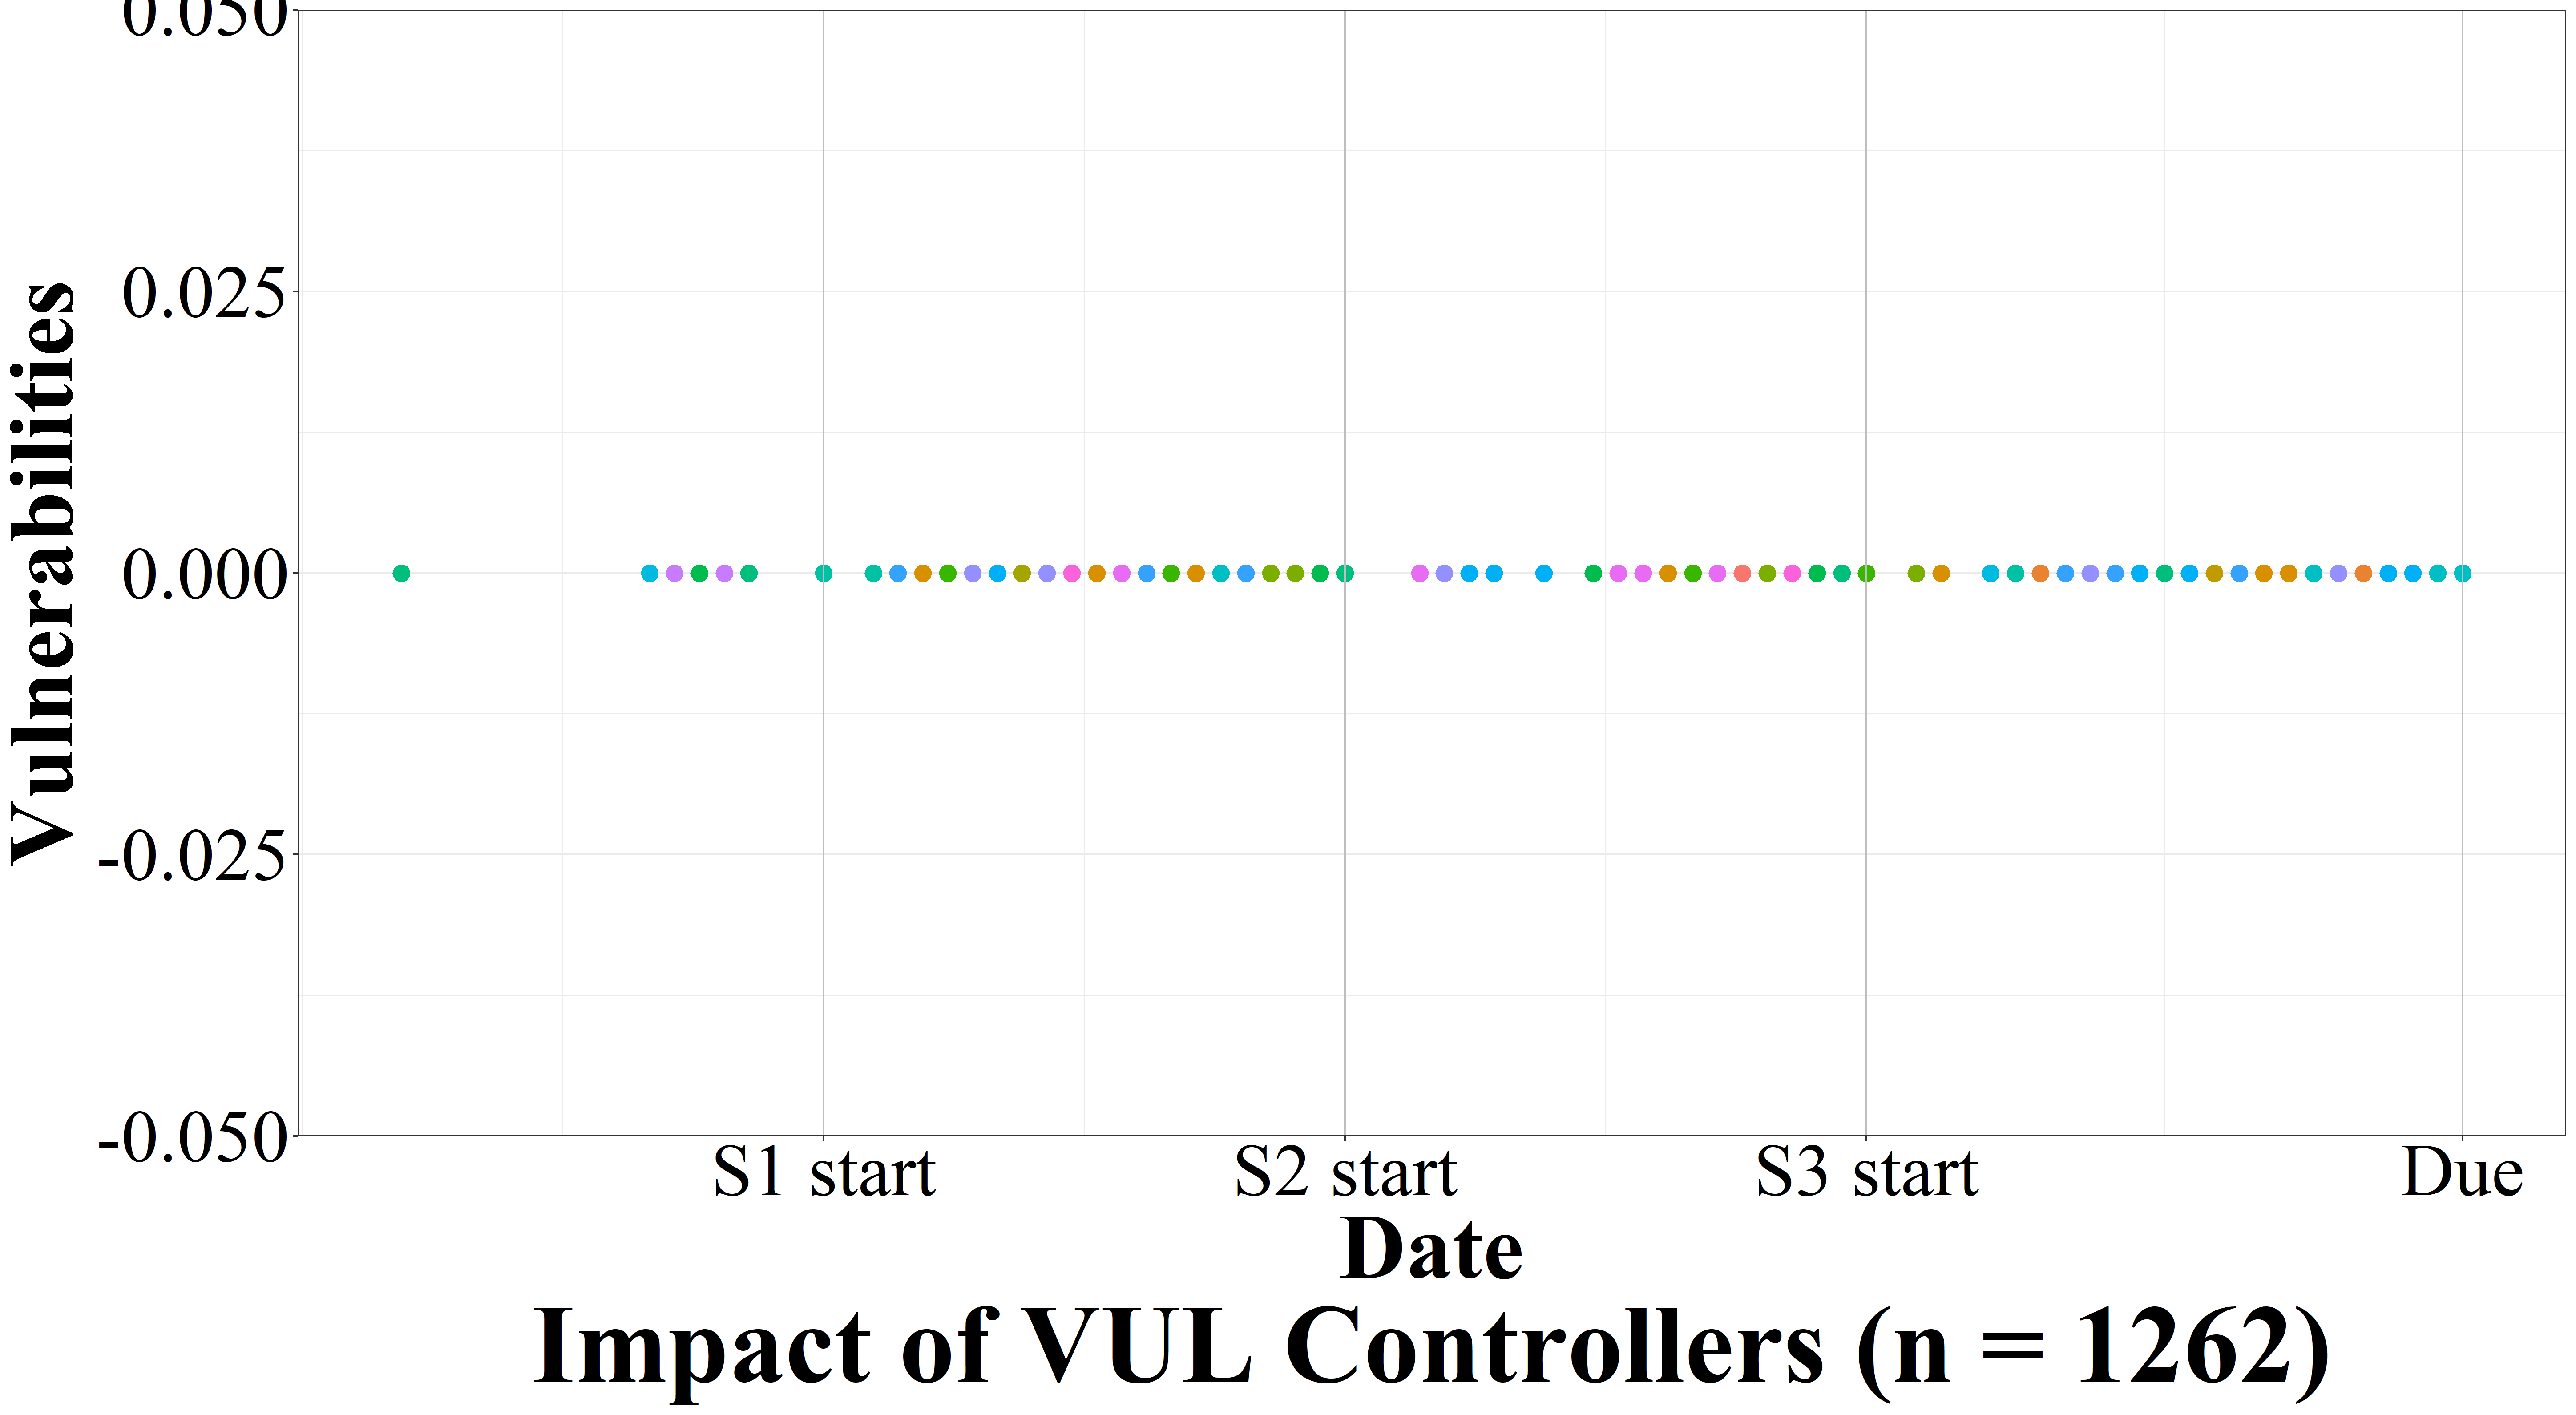 0.050
0.025
0.000
-0.025
-0.050
Vulnerabilities
S1 start
S2 start
S3 start
Due
Date
Impact of VUL Controllers (n = 1262)